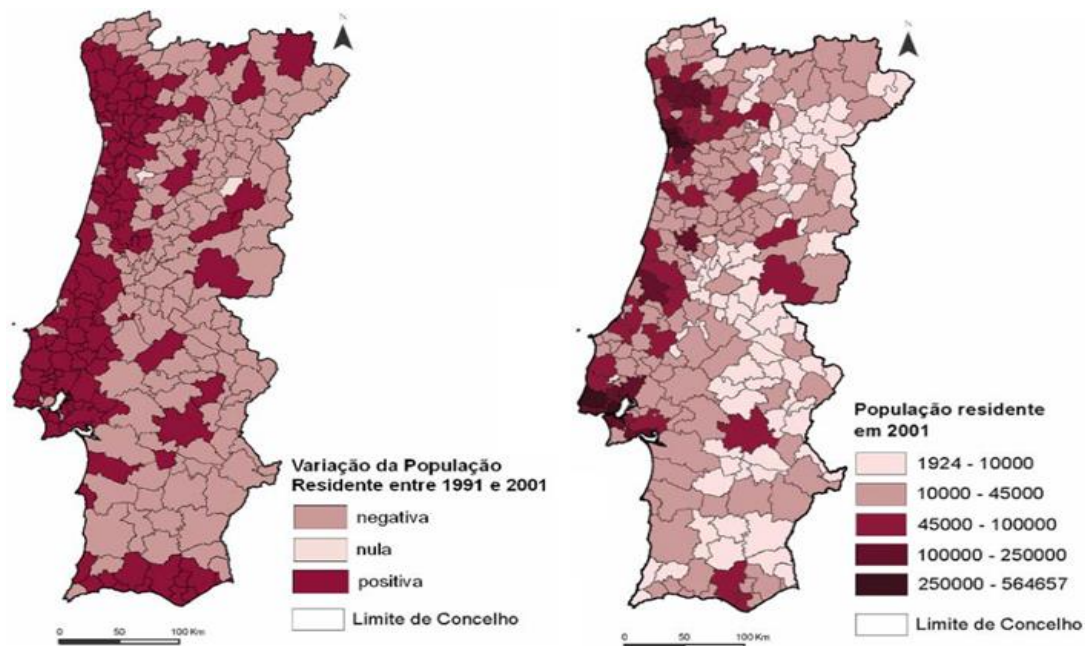 N
Variação da População
Residente entre 1991 e 2001
negativa
nula
positiva
Limite de Concelho
0 50 100 Km
N
População residente
em 2001
1924 - 10000
10000 - 45000
45000 - 100000
100000 - 250000
250000 - 564657
Limite de Concelho
0 50 100 Km